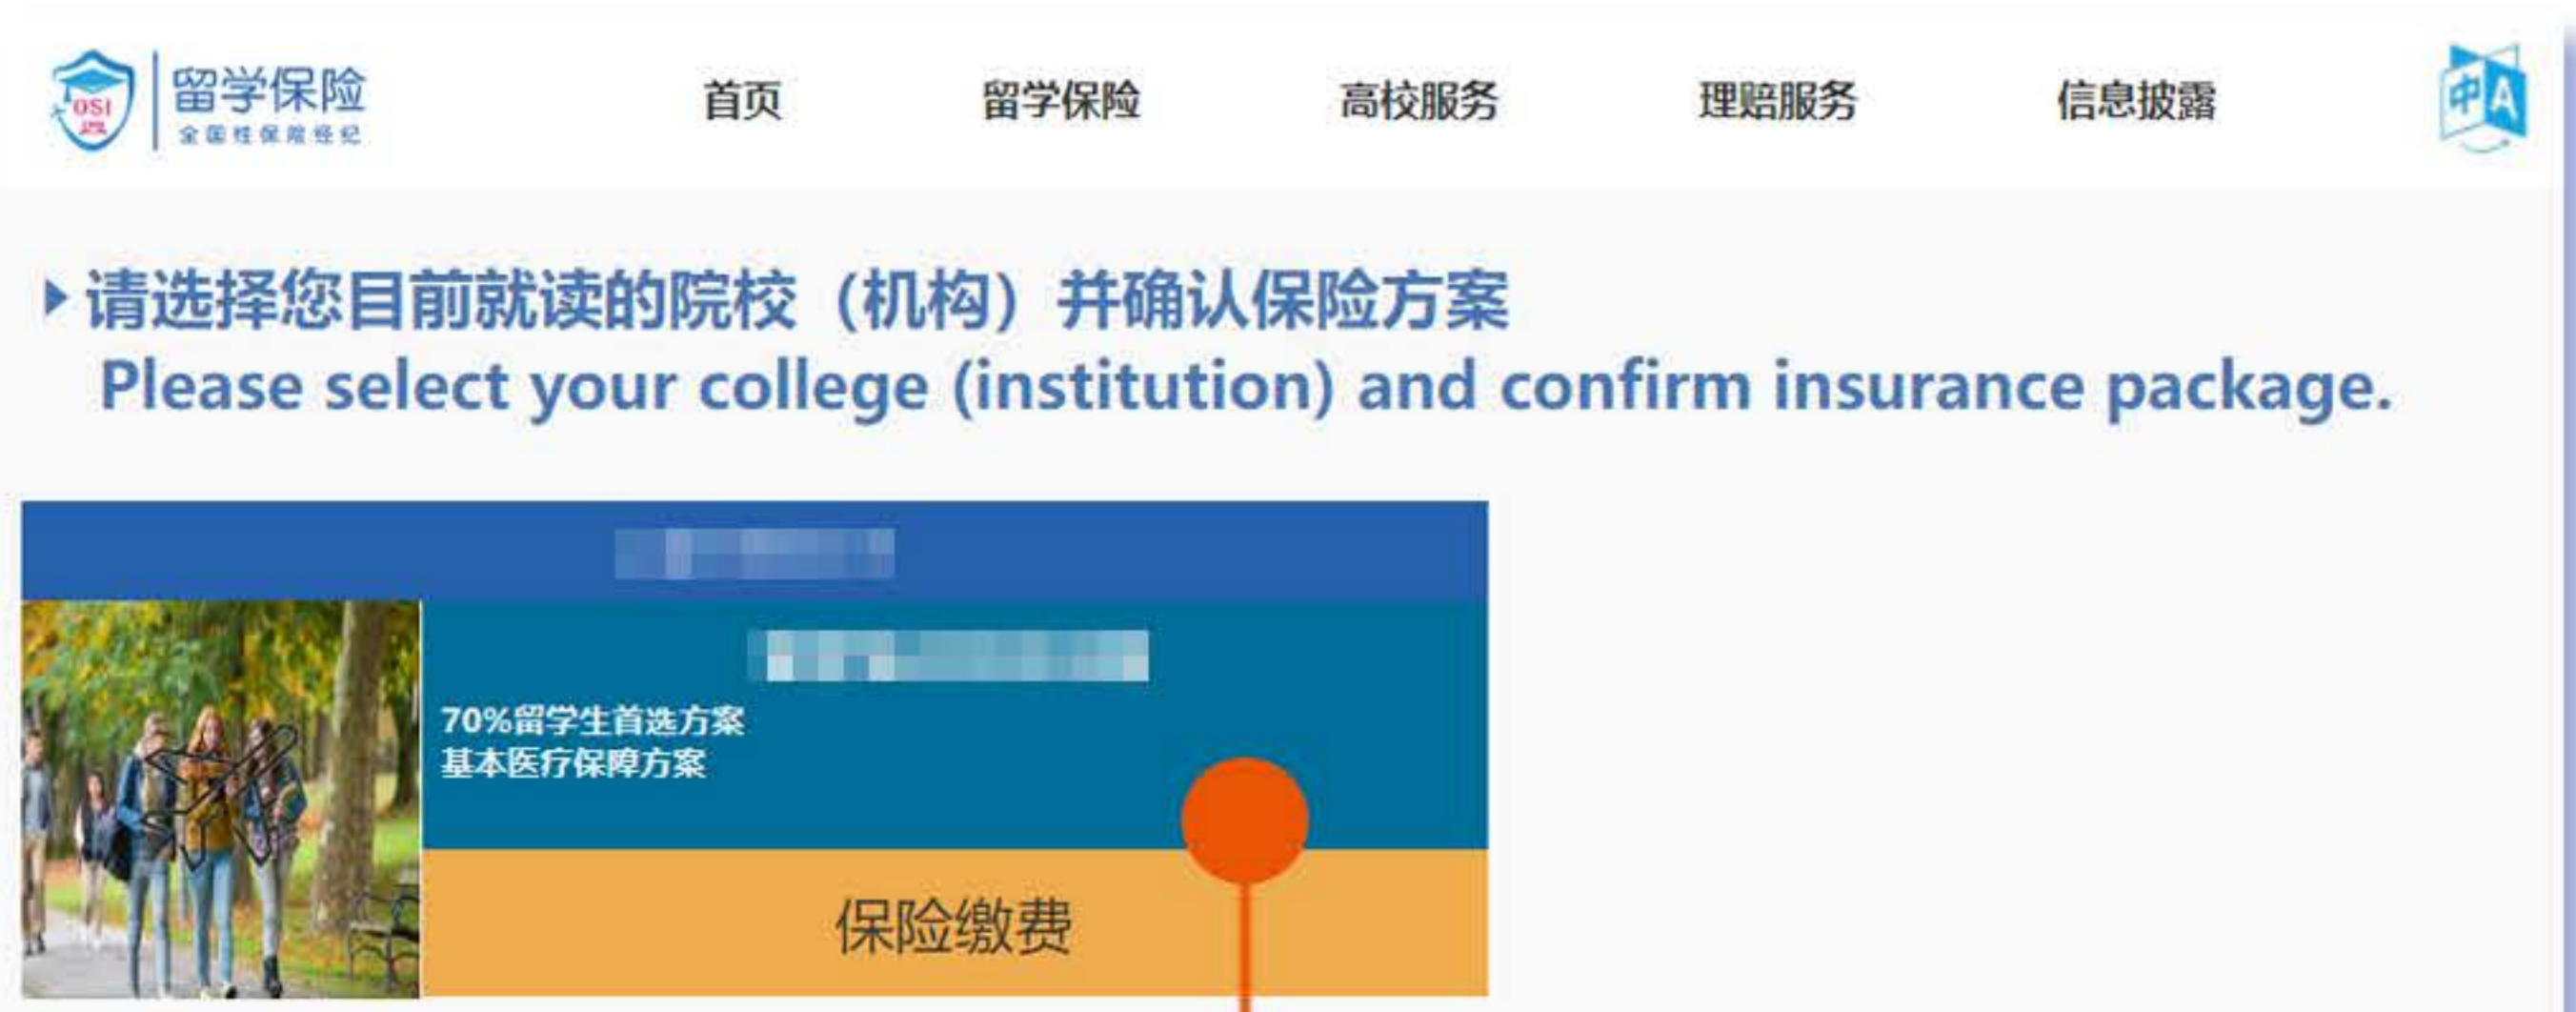 OSI
留学保险
全国性保险经纪
首页 留学保险 高校服务 理赔服务 信息披露
中A
请选择您目前就读的院校（机构）并确认保险方案
Please select your college (institution) and confirm insurance package.
70%留学生首选方案
基本医疗保障方案
保险缴费